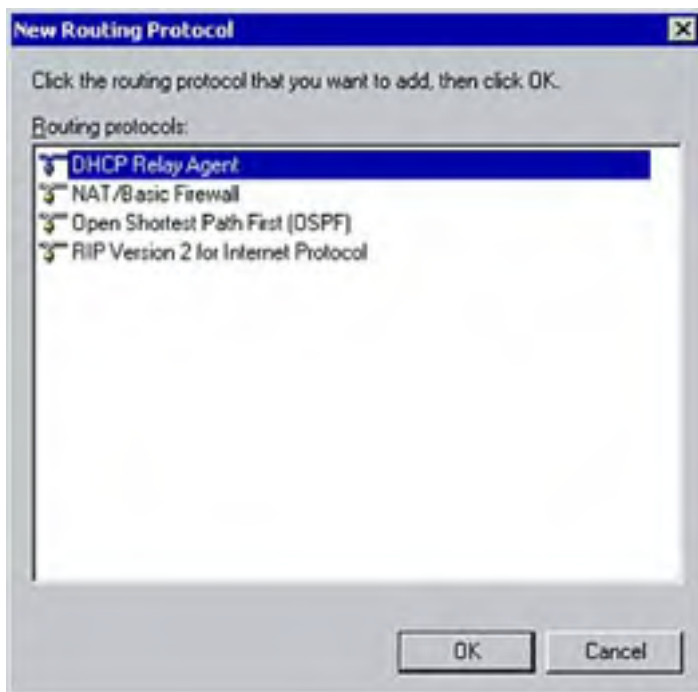 New Routing Protocol
Click the routing protocol that you want to add, then click OK.
Routing protocols:
DHCP Relay Agent
NAT/Basic Firewall
Open Shortest Path First (OSPF)
RIP Version 2 for Internet Protocol
OK
Cancel